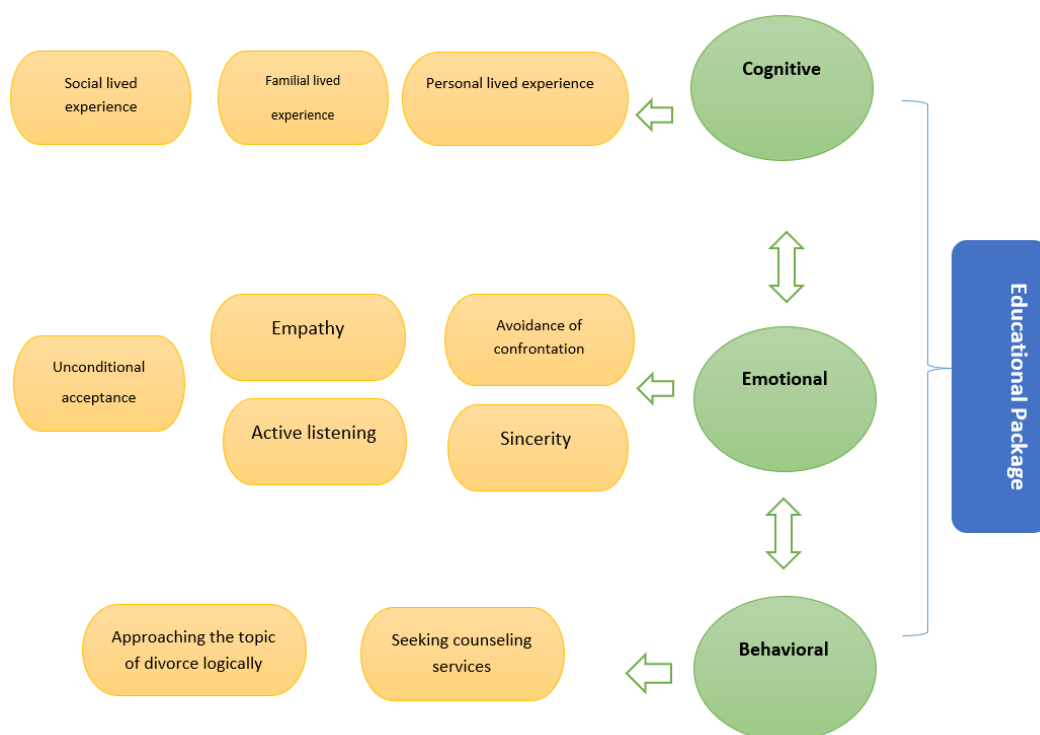 Social lived
experience
Familial lived
experience
Personal lived experience
Cognitive
Unconditional
acceptance
Empathy
Active listening
Avoidance of
confrontation
Sincerity
Emotional
Approaching the topic
of divorce logically
Seeking counseling
services
Behavioral
Educational Package